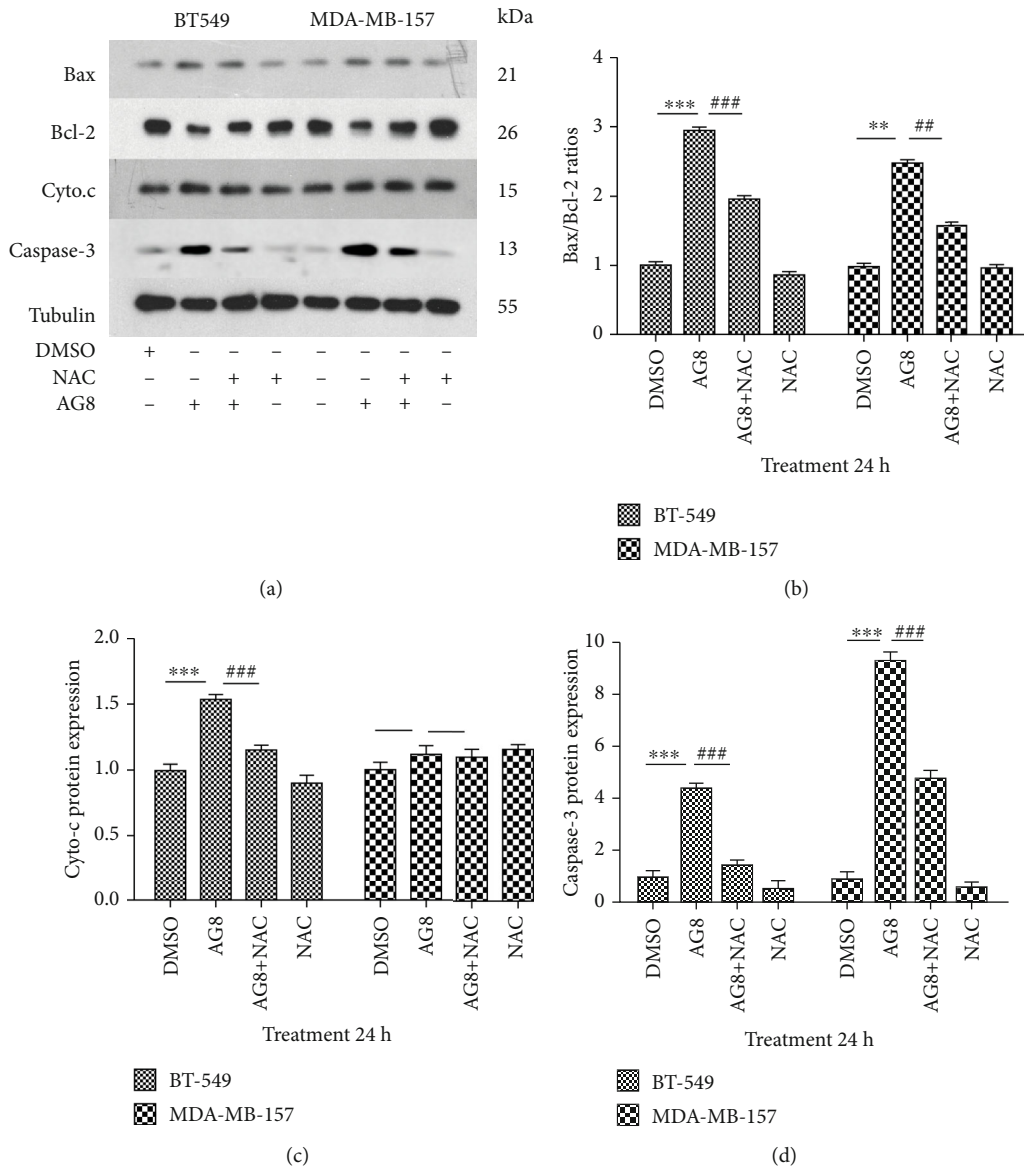 BT549 MDA-MB-157 kDa
Bax 21
Bcl-2 26
Cyto.c 15
Caspase-3 13
Tubulin 55
DMSO + – – – – – – –
NAC – – + + – – + +
AG8 – + + – – + + –
(a)
4
3
2
1
0
Bax/Bcl-2 ratios
*** ###
** ##
DMSO AG8 AG8+NAC NAC DMSO AG8 AG8+NAC NAC
Treatment 24 h
BT-549
MDA-MB-157
(b)
2.0
1.5
1.0
0.5
0.0
Cyto-c protein expression
*** ###
DMSO AG8 AG8+NAC NAC DMSO AG8 AG8+NAC NAC
Treatment 24 h
BT-549
MDA-MB-157
(c)
10
8
6
4
2
0
Caspase-3 protein expression
*** ###
*** ###
DMSO AG8 AG8+NAC NAC DMSO AG8 AG8+NAC NAC
Treatment 24 h
BT-549
MDA-MB-157
(d)